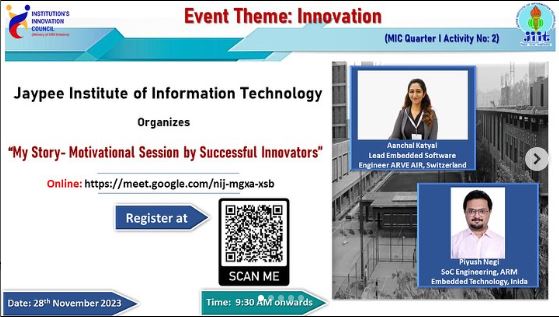 INSTITUTION'S
INNOVATION
COUNCIL
Event Theme: Innovation
(MIC Quarter I Activity No: 2)
jiit
Jaypee Institute of Information Technology
Organizes
“My Story- Motivational Session by Successful Innovators”
Online: https://meet.google.com/nij-mgxa-xsb
Register at
SCAN ME
Date: 28th November 2023
Time: 9:30 AM onwards
Aanchal Katyal
Lead Embedded Software
Engineer ARVE AIR, Switzerland
Piyush Negi
SoC Engineering, ARM
Embedded Technology, Inida